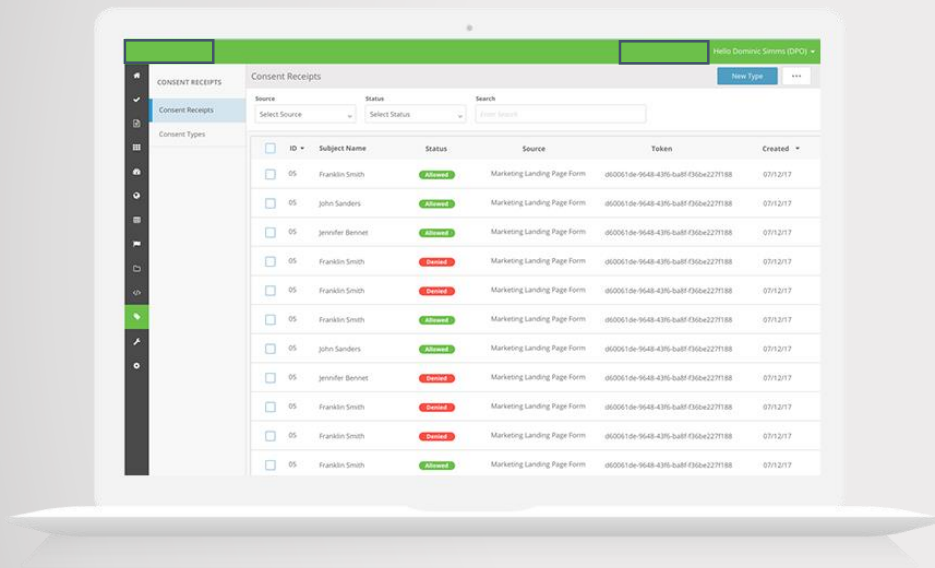 Hello Dominic Simms (DPO)
CONSENT RECEIPTS
Consent Receipts
Consent Types
Consent Receipts
New Type
Source
Status
Search
Select Source
Select Status
Enter Search
ID Subject Name Status Source Token Created
05 Franklin Smith Allowed Marketing Landing Page Form d60061de-9648-43f6-ba8f-f36be227f188 07/12/17
05 John Sanders Allowed Marketing Landing Page Form d60061de-9648-43f6-ba8f-f36be227f188 07/12/17
05 Jennifer Bennet Allowed Marketing Landing Page Form d60061de-9648-43f6-ba8f-f36be227f188 07/12/17
05 Franklin Smith Denied Marketing Landing Page Form d60061de-9648-43f6-ba8f-f36be227f188 07/12/17
05 Franklin Smith Denied Marketing Landing Page Form d60061de-9648-43f6-ba8f-f36be227f188 07/12/17
05 Franklin Smith Allowed Marketing Landing Page Form d60061de-9648-43f6-ba8f-f36be227f188 07/12/17
05 John Sanders Allowed Marketing Landing Page Form d60061de-9648-43f6-ba8f-f36be227f188 07/12/17
05 Jennifer Bennet Denied Marketing Landing Page Form d60061de-9648-43f6-ba8f-f36be227f188 07/12/17
05 Franklin Smith Denied Marketing Landing Page Form d60061de-9648-43f6-ba8f-f36be227f188 07/12/17
05 Franklin Smith Denied Marketing Landing Page Form d60061de-9648-43f6-ba8f-f36be227f188 07/12/17
05 Franklin Smith Allowed Marketing Landing Page Form d60061de-9648-43f6-ba8f-f36be227f188 07/12/17